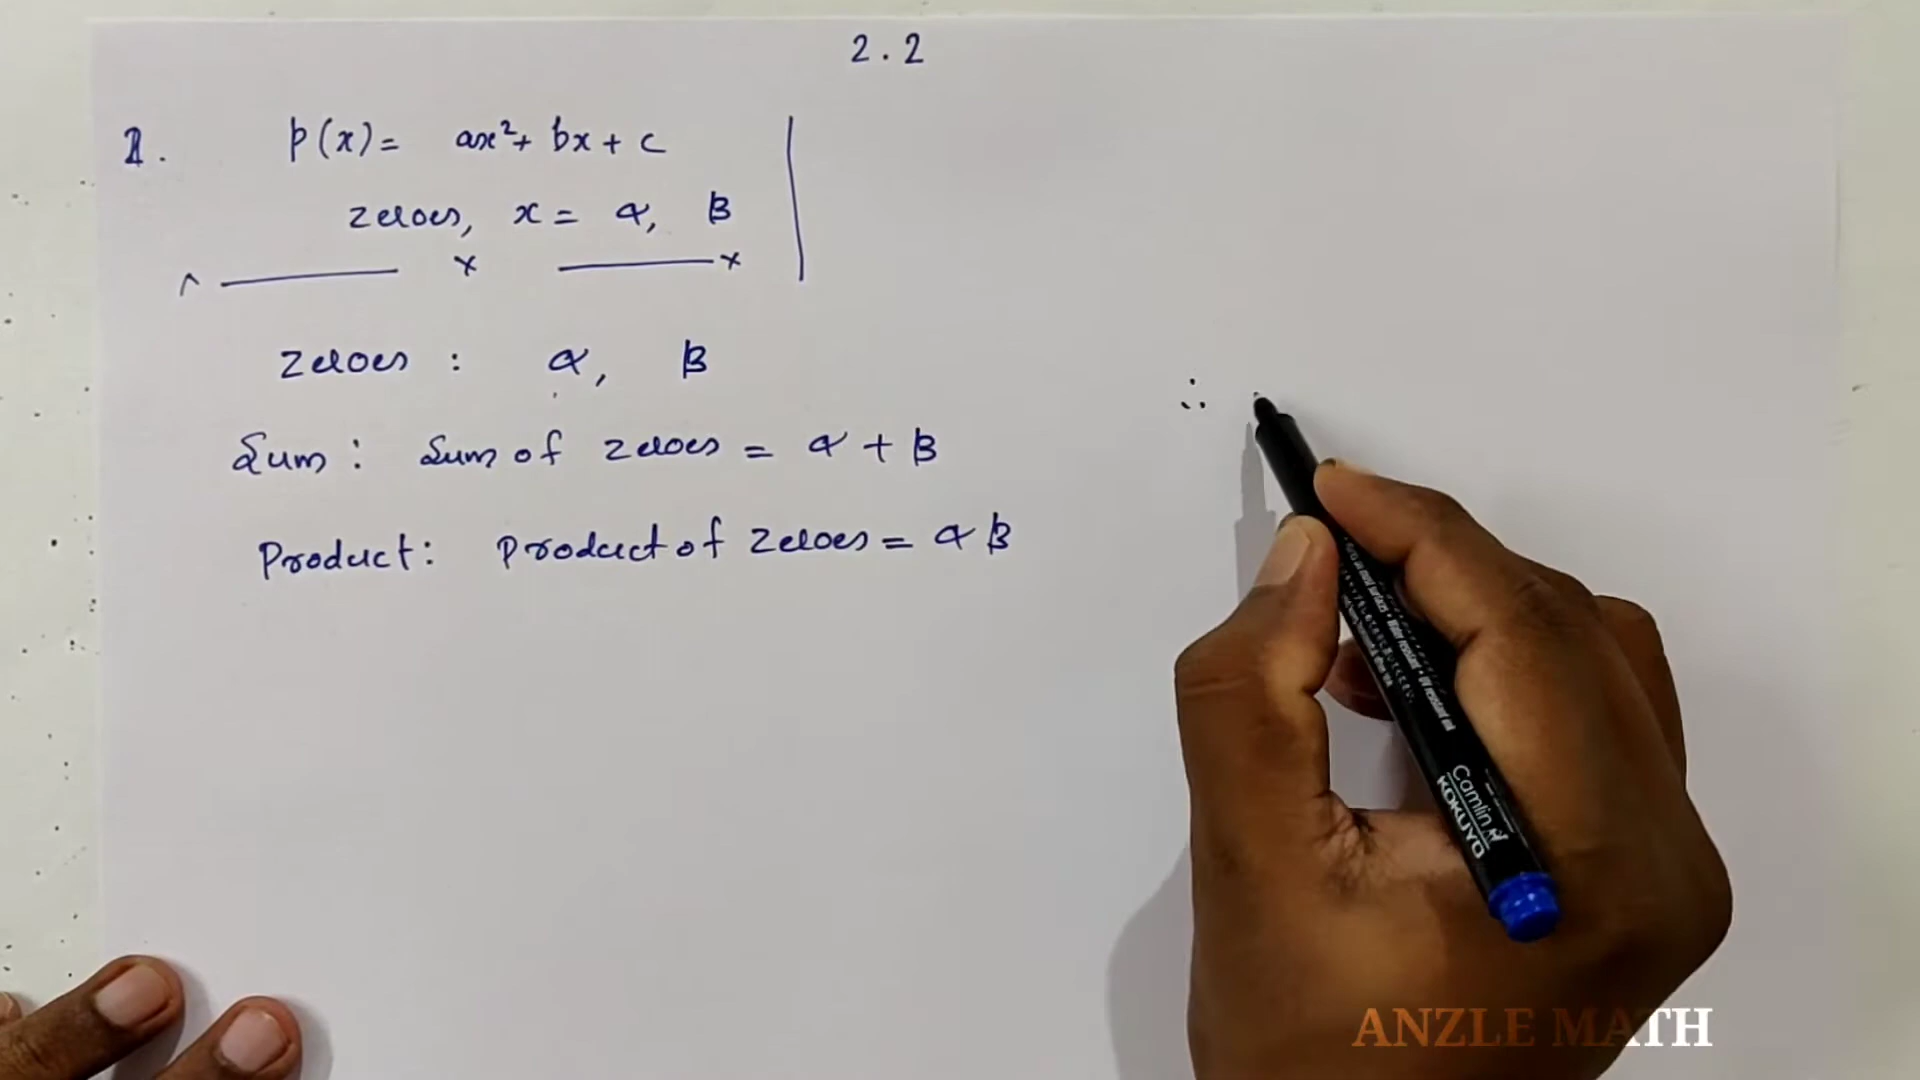 2.2
1. p(x) = ax² + bx + c
zeroes, x = α, β
zeroes : α, β
Sum : Sum of zeroes = α + β
Product : Product of zeroes = α β
∴
Camlin
KOKUYO
ANZLE MATH